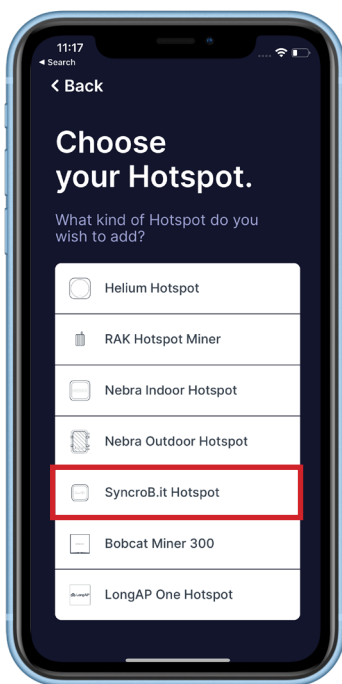 11:17
◀ Search
< Back
Choose
your Hotspot.
What kind of Hotspot do you
wish to add?
Helium Hotspot
RAK Hotspot Miner
Nebra Indoor Hotspot
Nebra Outdoor Hotspot
SyncroB.it Hotspot
Bobcat Miner 300
LongAP
LongAP One Hotspot